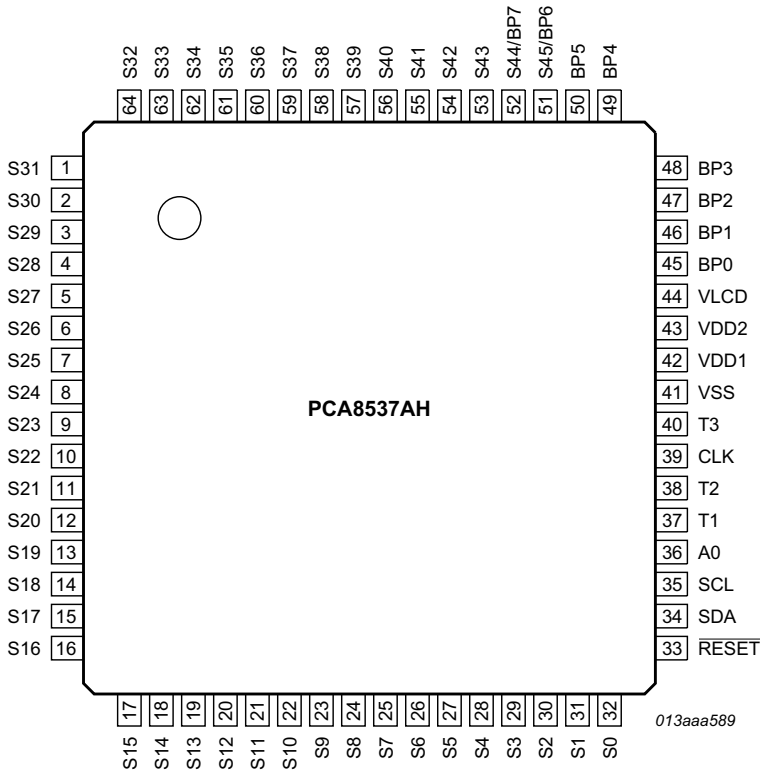 S32 S33 S34 S35 S36 S37 S38 S39 S40 S41 S42 S43 S44/BP7 S45/BP6 BP5 BP4
64 63 62 61 60 59 58 57 56 55 54 53 52 51 50 49
S31 1 48 BP3
S30 2 47 BP2
S29 3 46 BP1
S28 4 45 BP0
S27 5 44 VLCD
S26 6 43 VDD2
S25 7 42 VDD1
S24 8 41 VSS
PCA8537AH
S23 9 40 T3
S22 10 39 CLK
S21 11 38 T2
S20 12 37 T1
S19 13 36 A0
S18 14 35 SCL
S17 15 34 SDA
S16 16 33 RESET
17 18 19 20 21 22 23 24 25 26 27 28 29 30 31 32
S15 S14 S13 S12 S11 S10 S9 S8 S7 S6 S5 S4 S3 S2 S1 S0
013aaa589